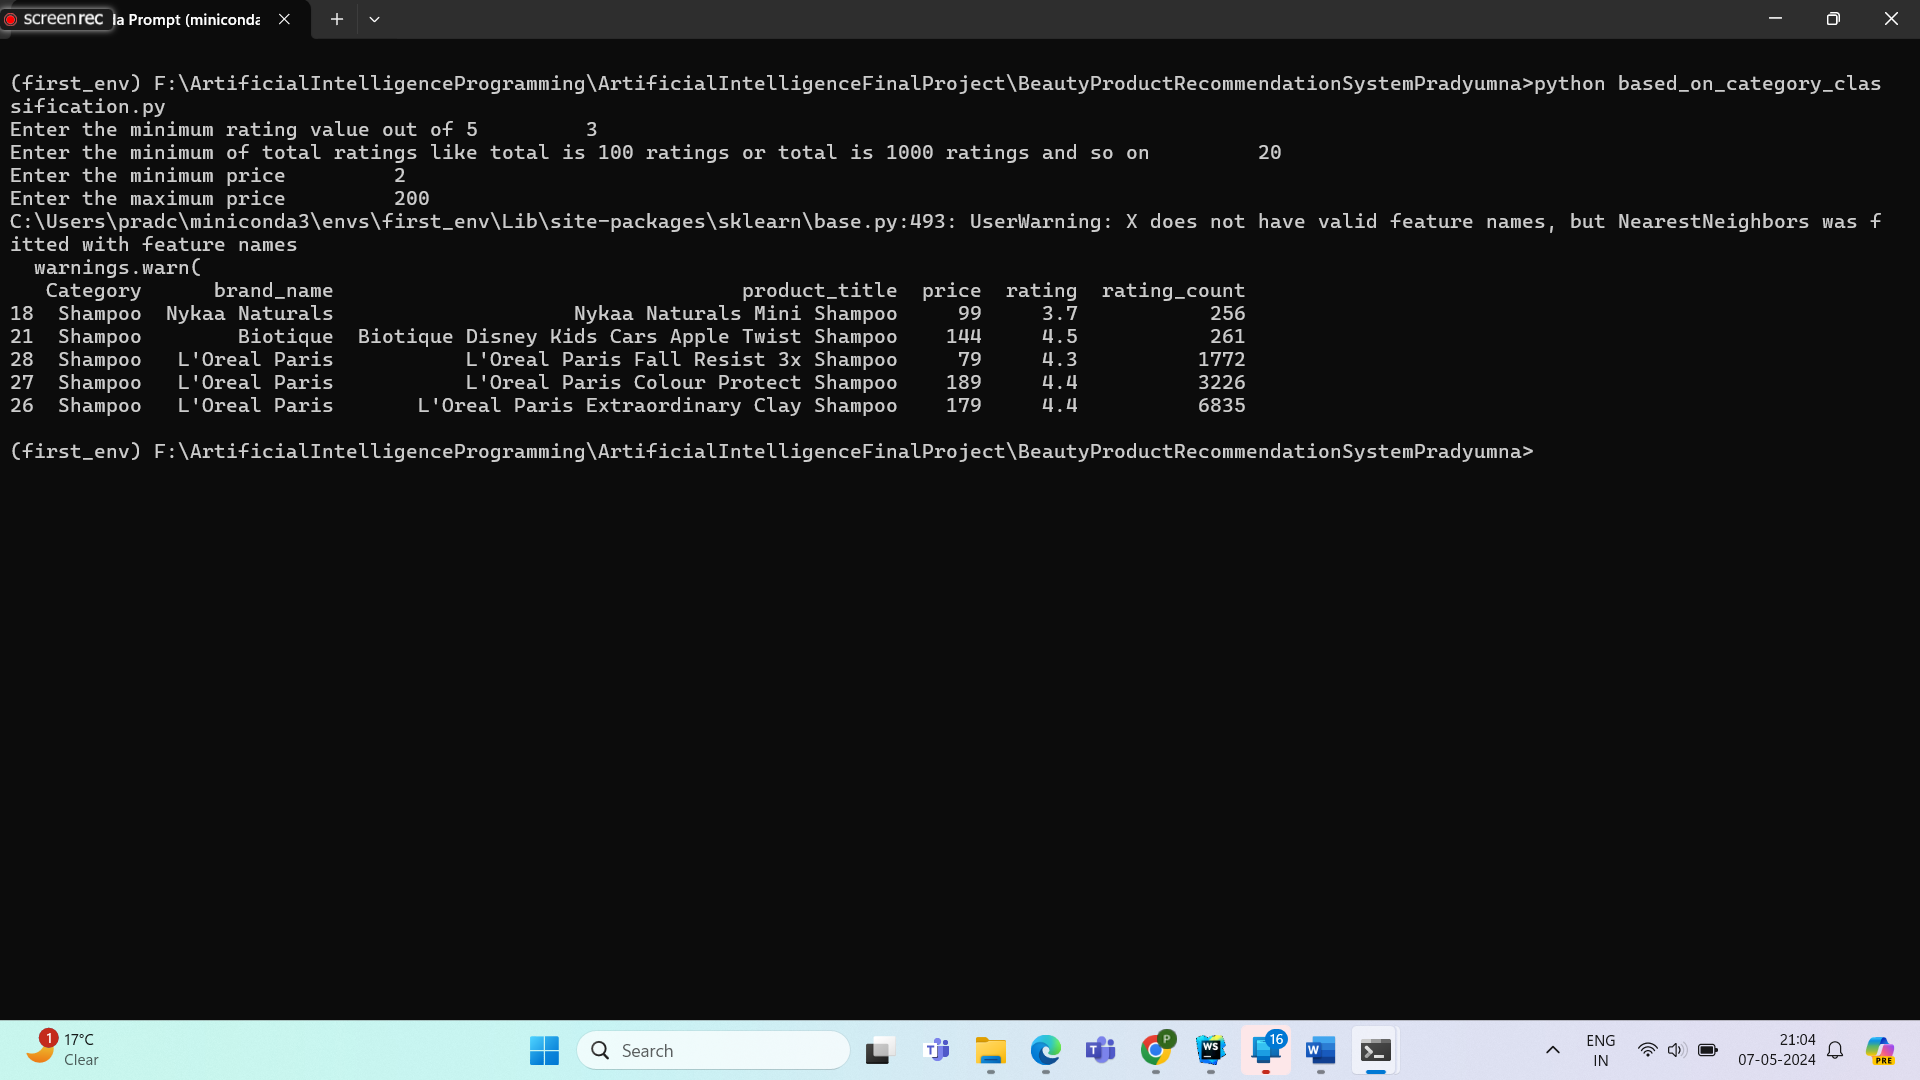 screenrec la Prompt (miniconda
(first_env) F:\ArtificialIntelligenceProgramming\ArtificialIntelligenceFinalProject\BeautyProductRecommendationSystemPradyumna>python based_on_category_clas
sification.py
Enter the minimum rating value out of 5         3
Enter the minimum of total ratings like total is 100 ratings or total is 1000 ratings and so on         20
Enter the minimum price         2
Enter the maximum price         200
C:\Users\pradc\miniconda3\envs\first_env\Lib\site-packages\sklearn\base.py:493: UserWarning: X does not have valid feature names, but NearestNeighbors was f
itted with feature names
  warnings.warn(
   Category      brand_name                                  product_title  price  rating  rating_count
18  Shampoo  Nykaa Naturals                    Nykaa Naturals Mini Shampoo     99     3.7           256
21  Shampoo        Biotique  Biotique Disney Kids Cars Apple Twist Shampoo    144     4.5           261
28  Shampoo   L'Oreal Paris           L'Oreal Paris Fall Resist 3x Shampoo     79     4.3          1772
27  Shampoo   L'Oreal Paris           L'Oreal Paris Colour Protect Shampoo    189     4.4          3226
26  Shampoo   L'Oreal Paris       L'Oreal Paris Extraordinary Clay Shampoo    179     4.4          6835
(first_env) F:\ArtificialIntelligenceProgramming\ArtificialIntelligenceFinalProject\BeautyProductRecommendationSystemPradyumna>
1 17°C
Clear
Search
T
T
P
WS
16
W
ENG
IN
21:04
07-05-2024
PRE